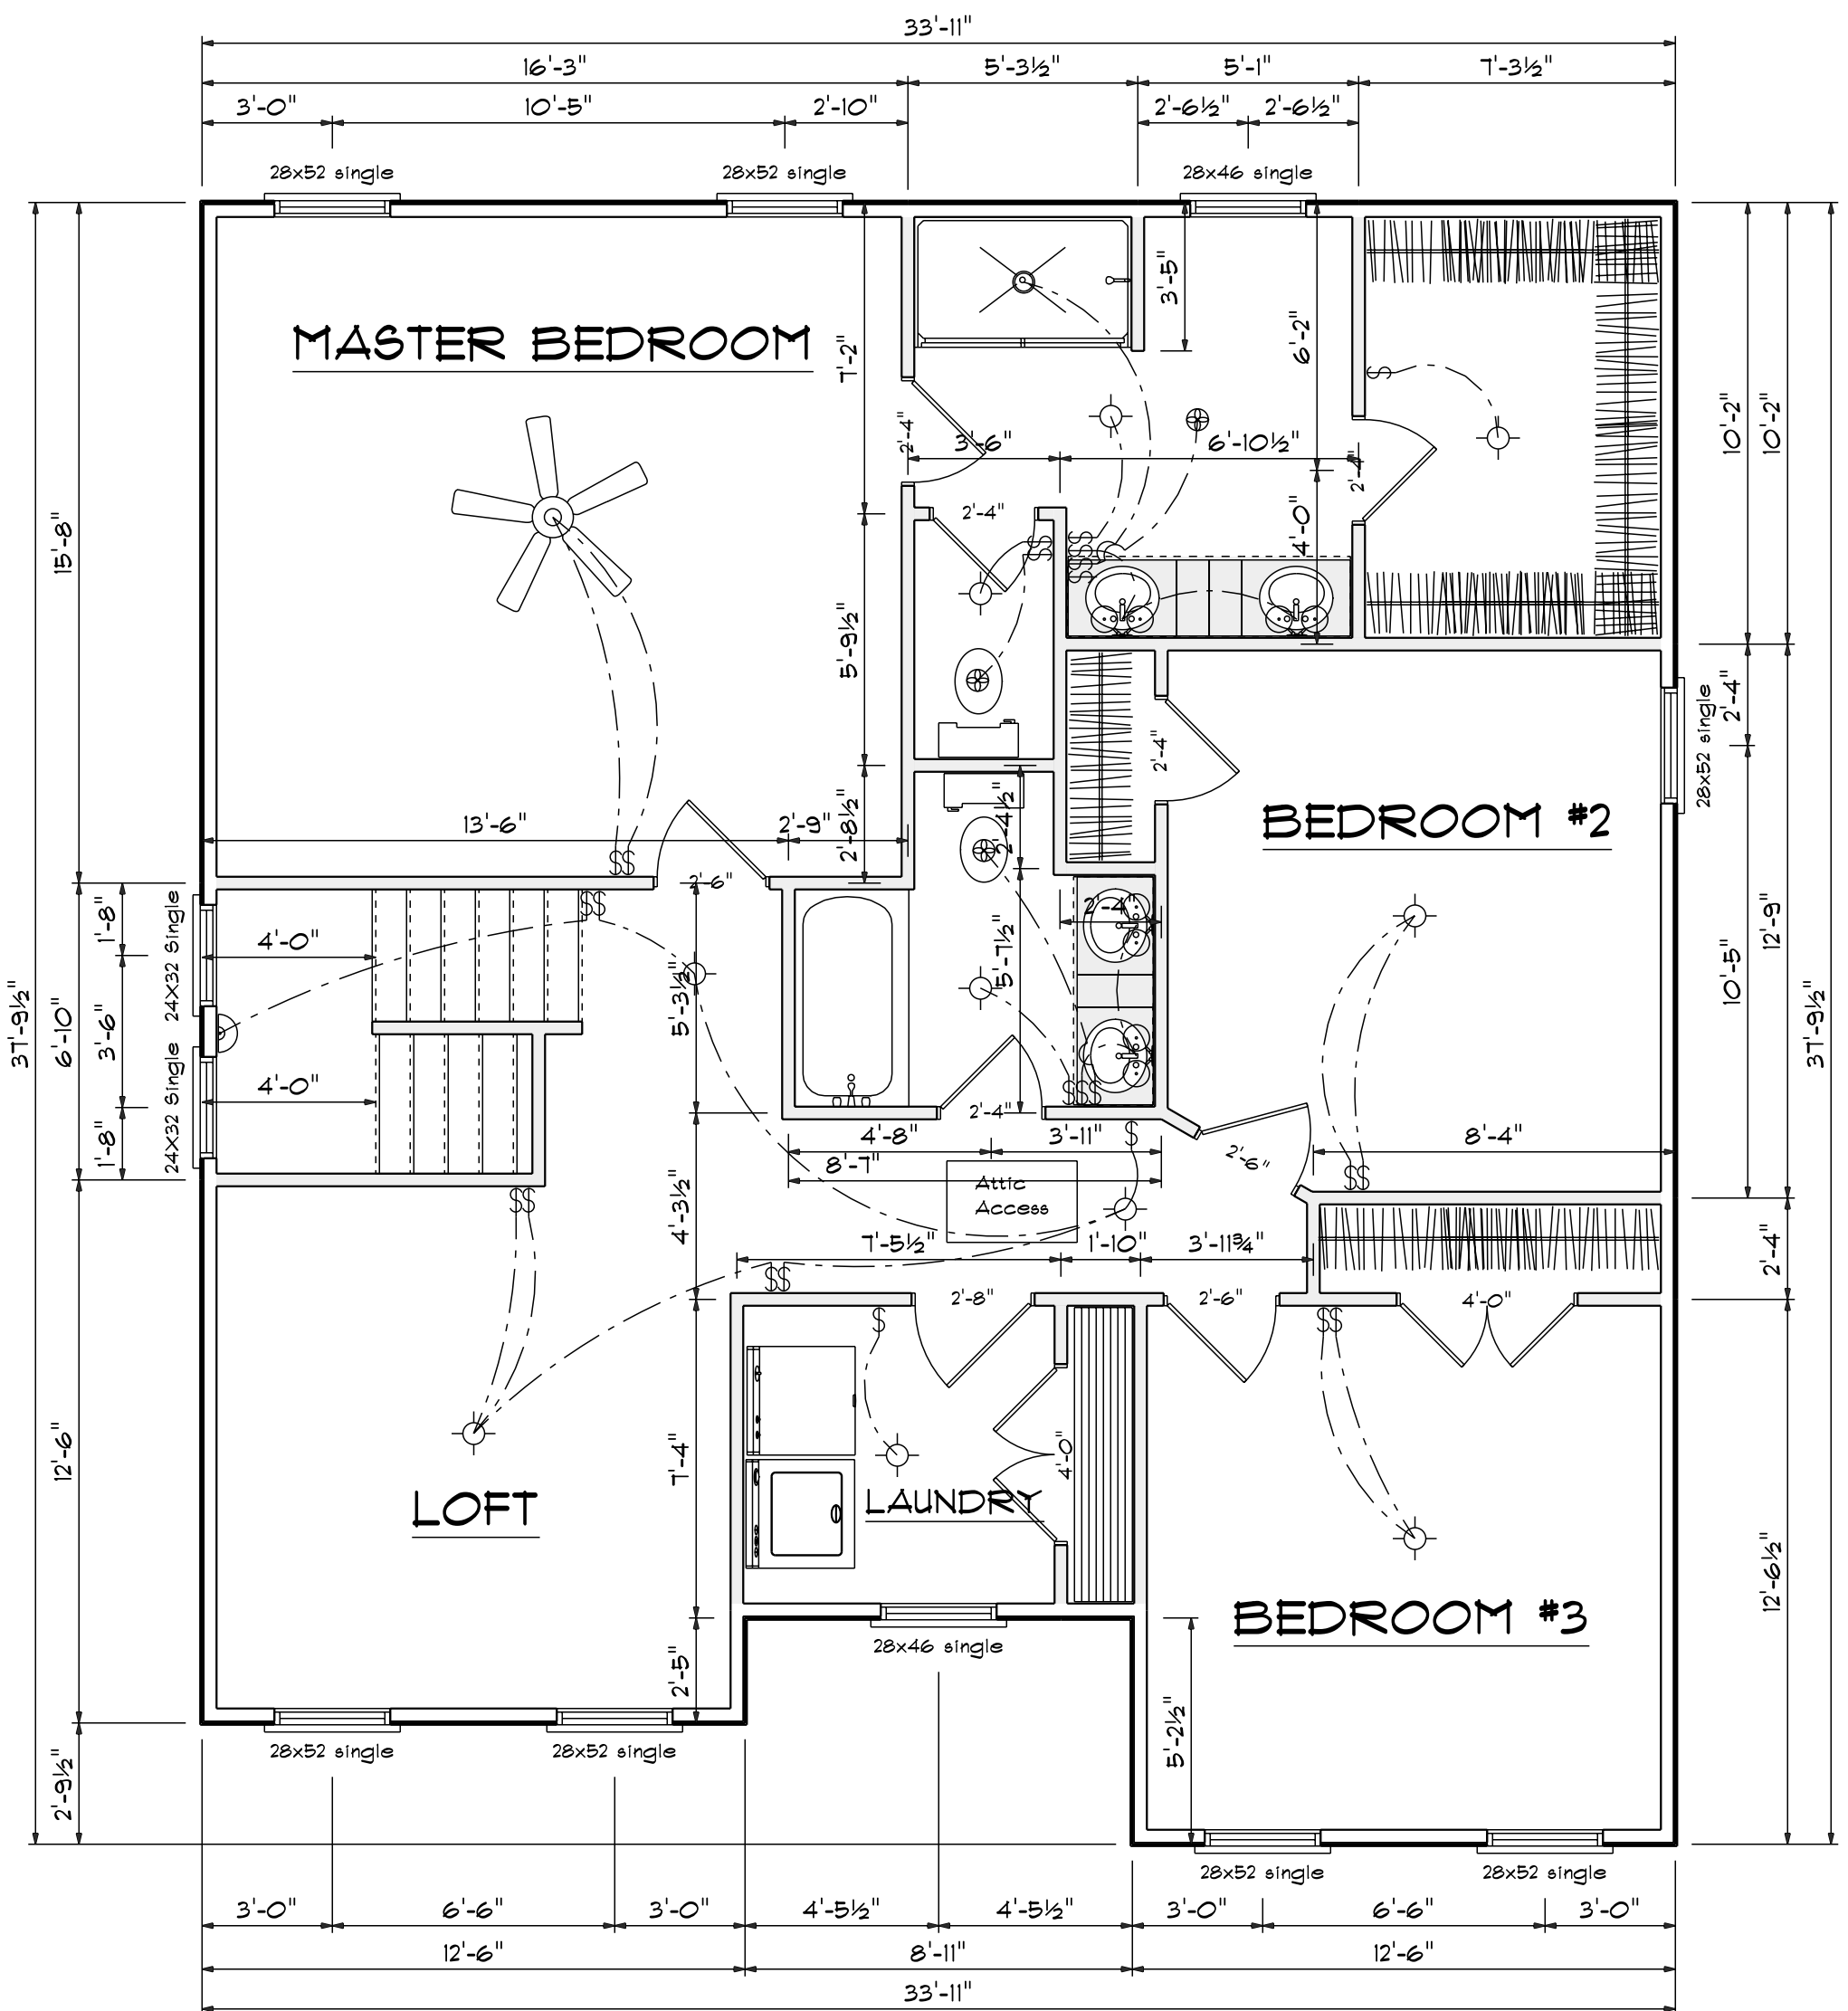 33'-11"
16'-3" 5'-3½" 5'-1" 7'-3½"
3'-0" 10'-5" 2'-10" 2'-6½" 2'-6½"
28x52 single 28x52 single 28x46 single
3'-5"
6'-2"
MASTER BEDROOM
7'-2"
$
10'-2" 10'-2"
2'-4"
3'-6" 6'-10½"
2'-4"
2'-4"
4'-0"
15'-8"
$$ $$$$
5'-9½"
2'-4"
2'-4"
28x52 single
BEDROOM #2
13'-6" 2'-9"
2'-8½"
2'-4½"
$$
2'-6"
$$
1'-8"
24X32 Single
4'-0"
2'-4"
12'-9"
10'-5"
5'-7½"
5'-3½"
37'-9½"
6'-10"
3'-6"
37'-9½"
4'-0"
24X32 Single
1'-8"
$$$
2'-4"
$
4'-8" 3'-11"
8'-7"
2'-6"
8'-4"
$$
Attic
Access
$$
4'-3½"
7'-5½" 1'-10" 3'-11¾"
2'-4"
$$
2'-8" 2'-6" 4'-0"
$ $$
12'-6"
7'-4"
4'-0"
LOFT
LAUNDRY
12'-6½"
BEDROOM #3
28x46 single
2'-5"
5'-2½"
28x52 single 28x52 single
2'-9½"
28x52 single 28x52 single
3'-0" 6'-6" 3'-0" 4'-5½" 4'-5½" 3'-0" 6'-6" 3'-0"
12'-6" 8'-11" 12'-6"
33'-11"